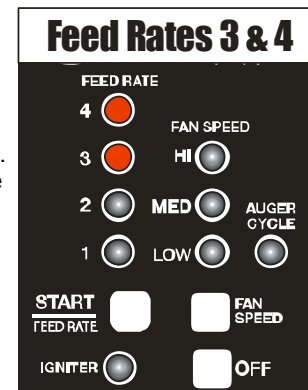 Feed Rates 3 & 4
FEED RATE
4
FAN SPEED
3 HI
2 MED AUGER
CYCLE
1 LOW
START FAN
FEED RATE SPEED
IGNITER OFF